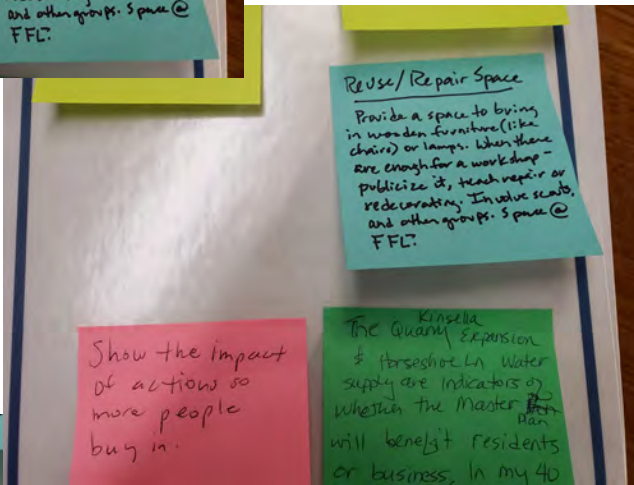 and other groups. Space @
FFL?
Reuse/Repair Space
Provide a space to bring
in wooden furniture (like
chairs) or lamps. When there
are enough for a workshop -
publicize it, teach repair or
redecorating. Involve scouts,
and other groups. Space @
FFL?
Show the impact
of actions so
more people
buy in.
Kinsella
The Quarry Expansion
& Horseshoe Ln Water
supply are indicators of
whether the Master
Plan
will benefit residents
or business, In my 40